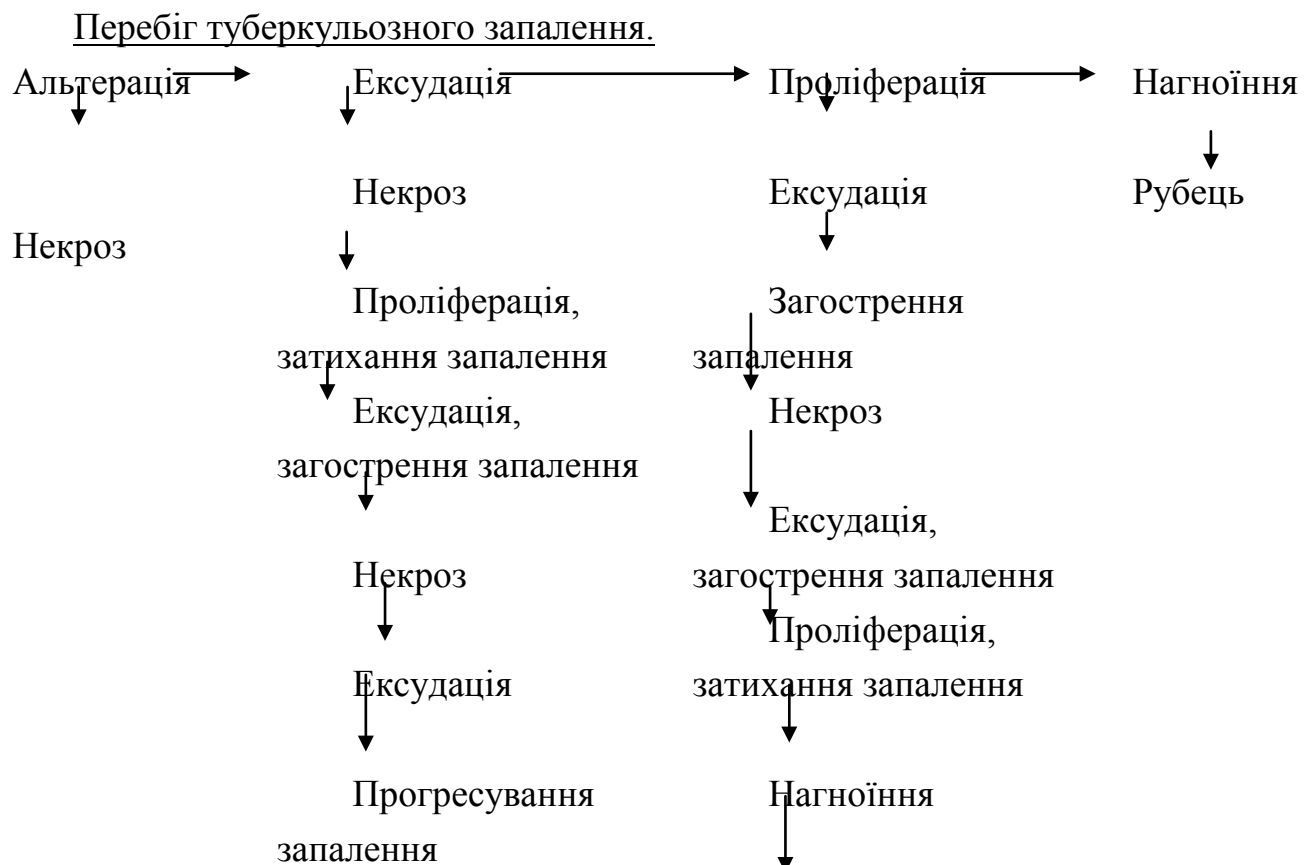 Перебіг туберкульозного запалення.
Альтерація Ексудація Проліферація Нагноїння
Некроз Ексудація Рубець
Некроз
Проліферація, Загострення
затихання запалення запалення
Ексудація, Некроз
загострення запалення
Ексудація,
Некроз загострення запалення
Проліферація,
Ексудація затихання запалення
Прогресування Нагноїння
запалення